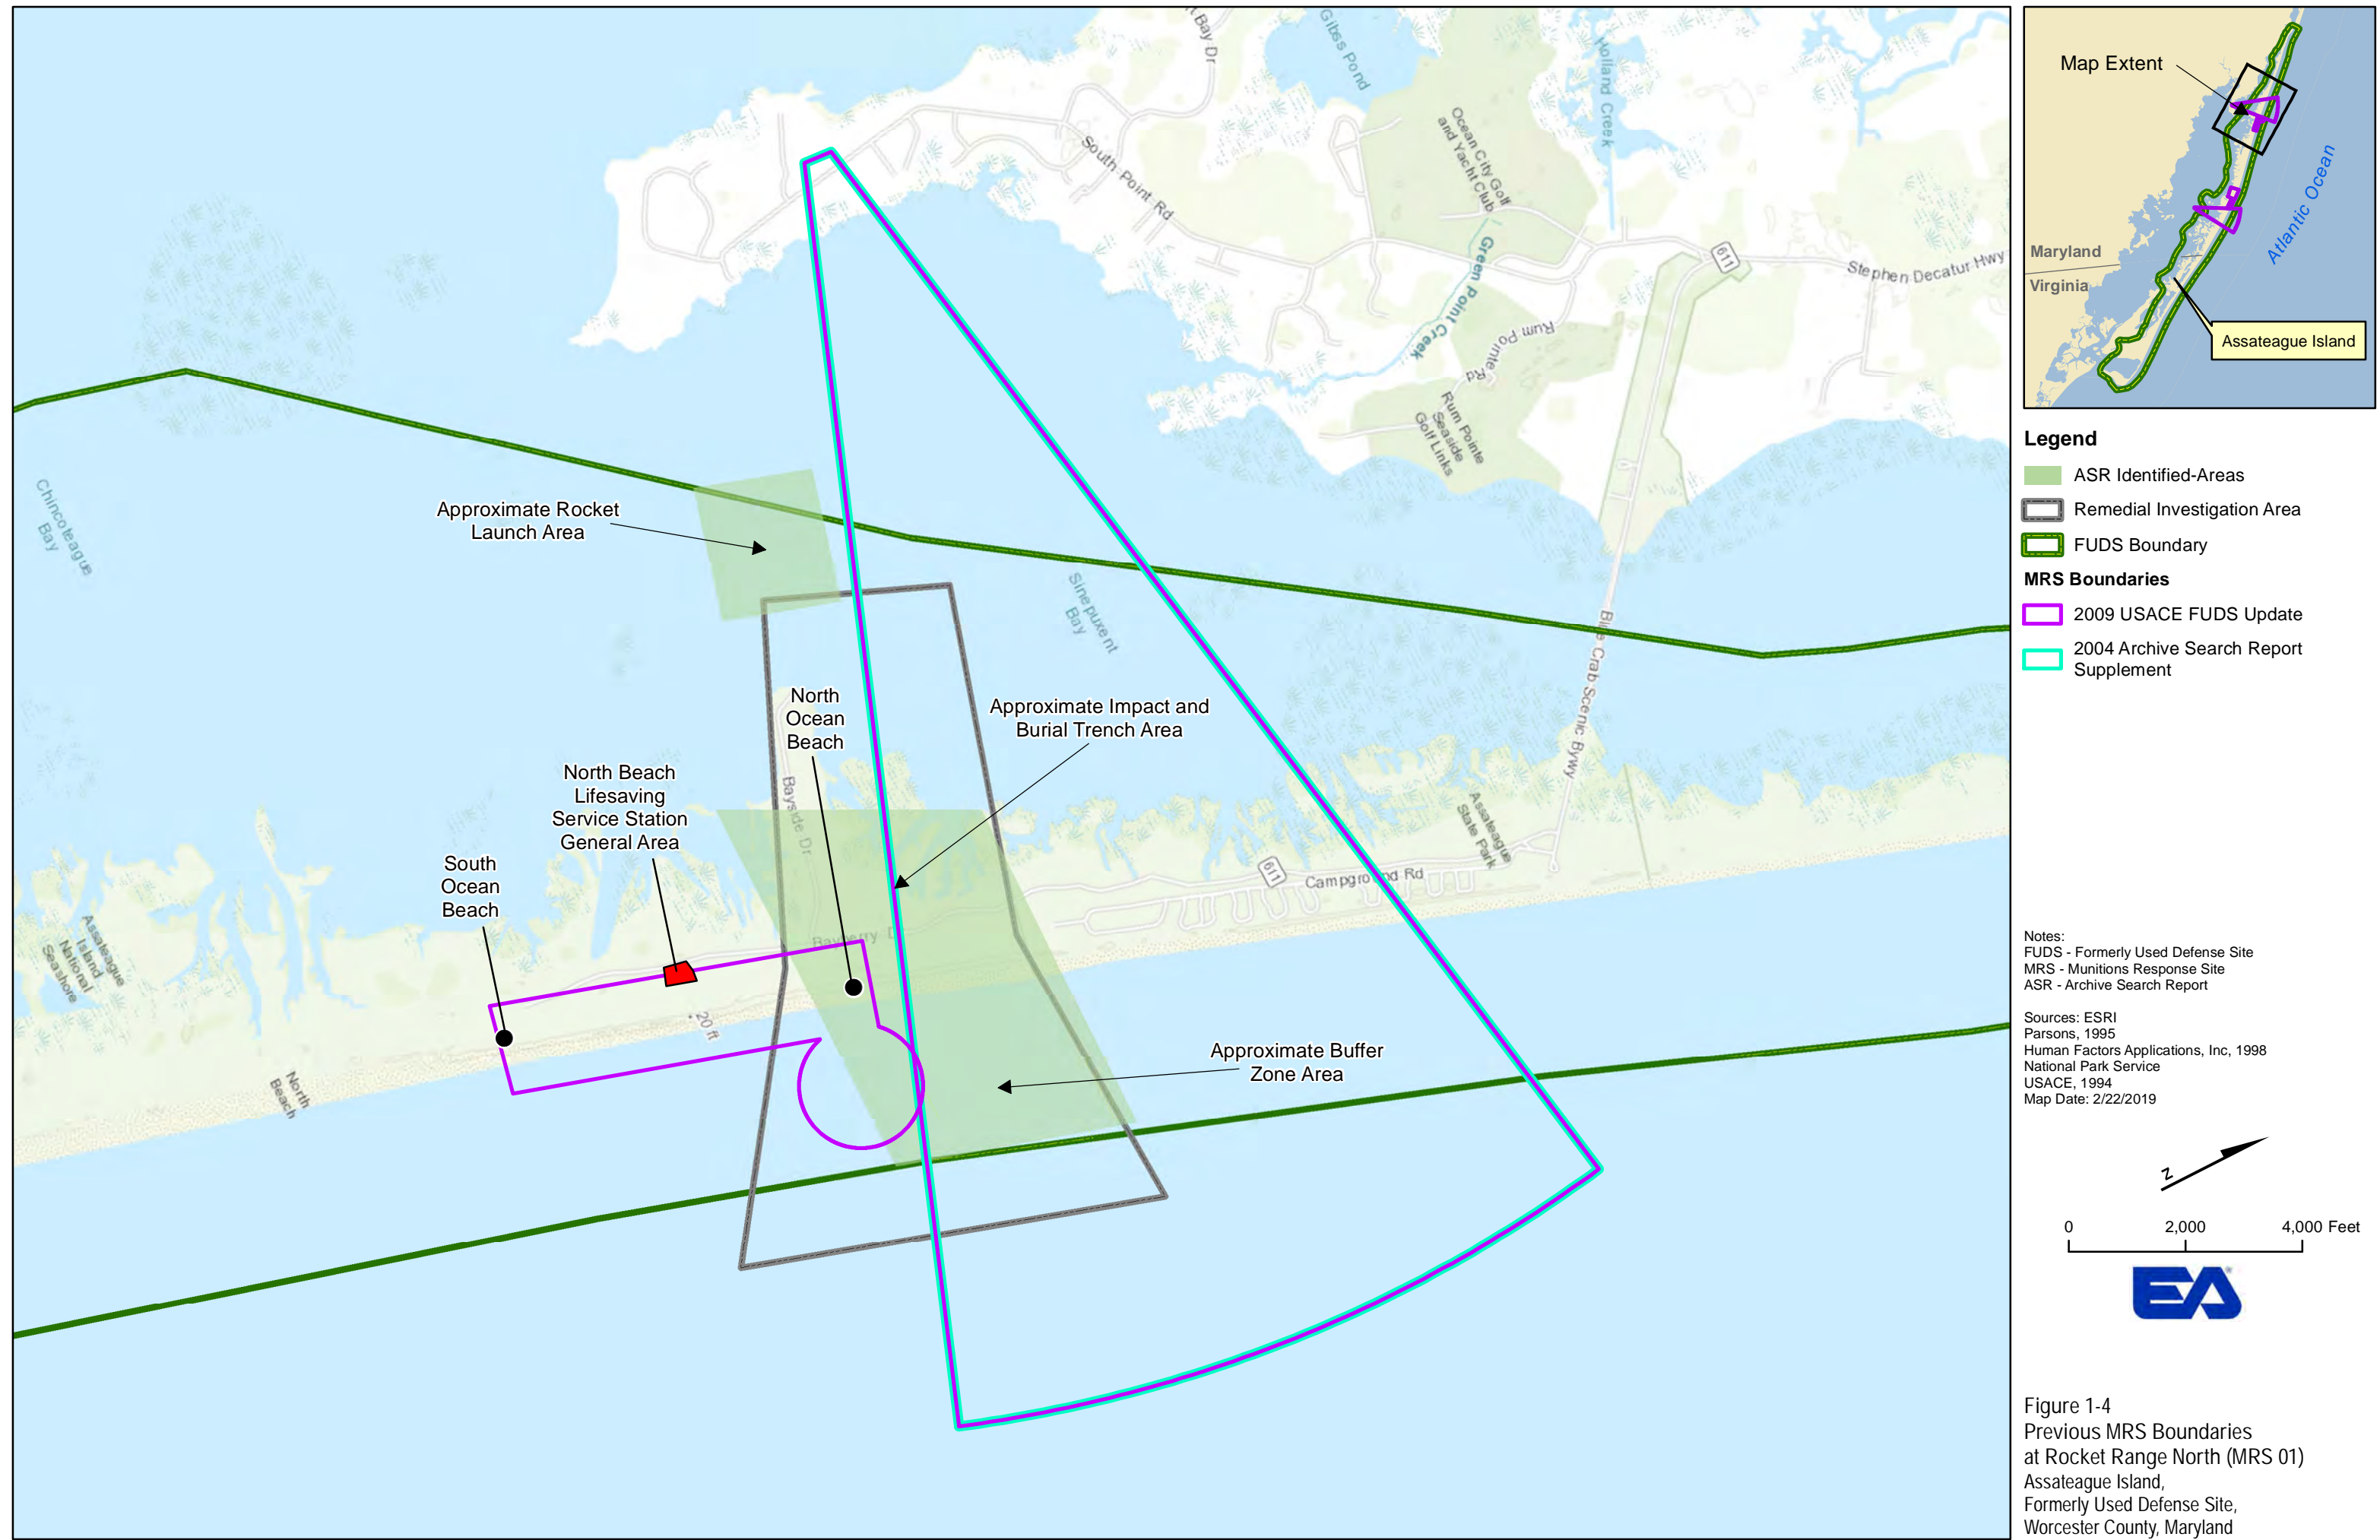 t Bay Dr
Gibss Pond
Holland Creek
Ocean City Golf
and Yacht Club
South Point Rd
Green Point Creek
611
Stephen Decatur Hwy
Rum Pointe
Rd
Rum Pointe
Seaside
Golf Links
Chincoteague
Bay
Approximate Rocket
Launch Area
Sinepuxent
Bay
Blue Crab Scenic Bywy
North
Ocean
Beach
Approximate Impact and
Burial Trench Area
North Beach
Lifesaving
Service Station
General Area
Bayside Dr
South
Ocean
Beach
Assateague
State Park
611
Campground Rd
Bayberry D
Assateague
Island
National
Seashore
20 ft
North
Beach
Approximate Buffer
Zone Area
Map Extent
Atlantic Ocean
Maryland
Virginia
Assateague Island
Legend
ASR Identified-Areas
Remedial Investigation Area
FUDS Boundary
MRS Boundaries
2009 USACE FUDS Update
2004 Archive Search Report
Supplement
Notes:
FUDS - Formerly Used Defense Site
MRS - Munitions Response Site
ASR - Archive Search Report
Sources: ESRI
Parsons, 1995
Human Factors Applications, Inc, 1998
National Park Service
USACE, 1994
Map Date: 2/22/2019
N
0 2,000 4,000 Feet
EA
Figure 1-4
Previous MRS Boundaries
at Rocket Range North (MRS 01)
Assateague Island,
Formerly Used Defense Site,
Worcester County, Maryland